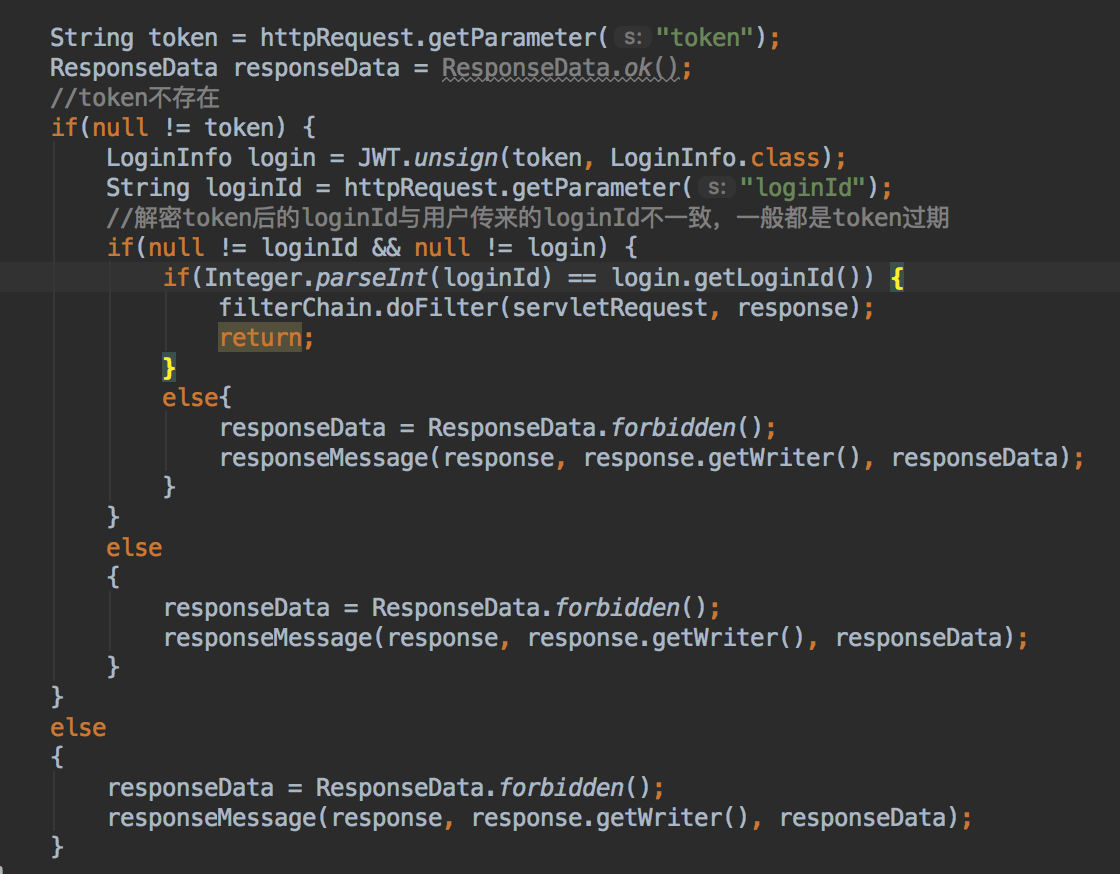 String token = httpRequest.getParameter( s: "token");
ResponseData responseData = ResponseData.ok();
//token不存在
if(null != token) {
    LoginInfo login = JWT.unsign(token, LoginInfo.class);
    String loginId = httpRequest.getParameter( s: "loginId");
    //解密token后的loginId与用户传来的loginId不一致，一般都是token过期
    if(null != loginId && null != login) {
        if(Integer.parseInt(loginId) == login.getLoginId()) {
            filterChain.doFilter(servletRequest, response);
            return;
        }
        else{
            responseData = ResponseData.forbidden();
            responseMessage(response, response.getWriter(), responseData);
        }
    }
    else
    {
        responseData = ResponseData.forbidden();
        responseMessage(response, response.getWriter(), responseData);
    }
}
else
{
    responseData = ResponseData.forbidden();
    responseMessage(response, response.getWriter(), responseData);
}